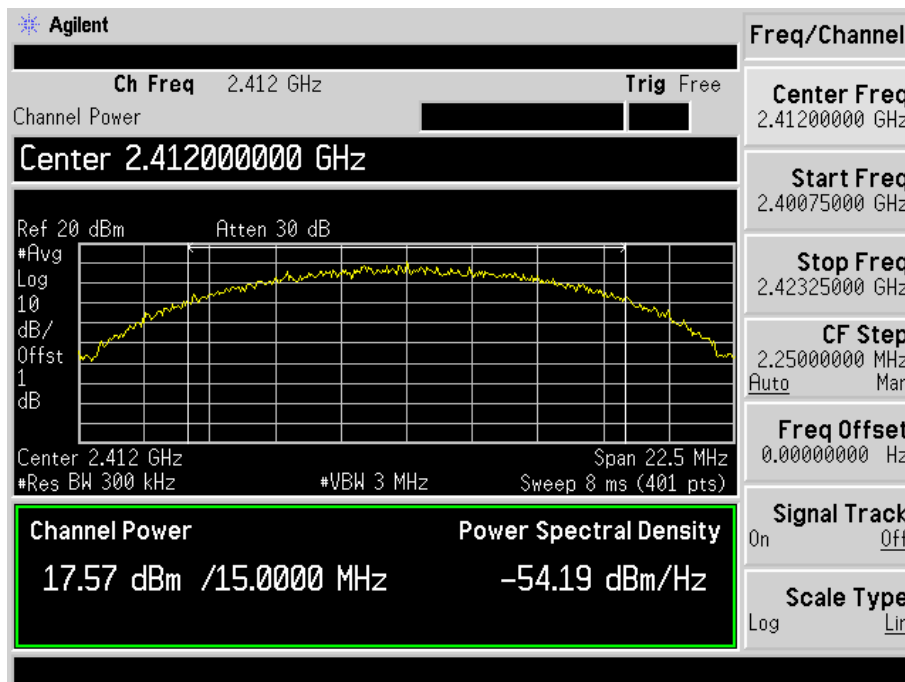 Agilent
Freq/Channel
Ch Freq 2.412 GHz Trig Free
Channel Power
Center 2.412000000 GHz
Ref 20 dBm Atten 30 dB
#Avg
Log
10
dB/
Offst
1
dB
Center 2.412 GHz Span 22.5 MHz
#Res BW 300 kHz #VBW 3 MHz Sweep 8 ms (401 pts)
Channel Power Power Spectral Density
17.57 dBm /15.0000 MHz -54.19 dBm/Hz
Center Freq
2.41200000 GHz
Start Freq
2.40075000 GHz
Stop Freq
2.42325000 GHz
CF Step
2.25000000 MHz
Auto Man
Freq Offset
0.00000000 Hz
Signal Track
On Off
Scale Type
Log Lin